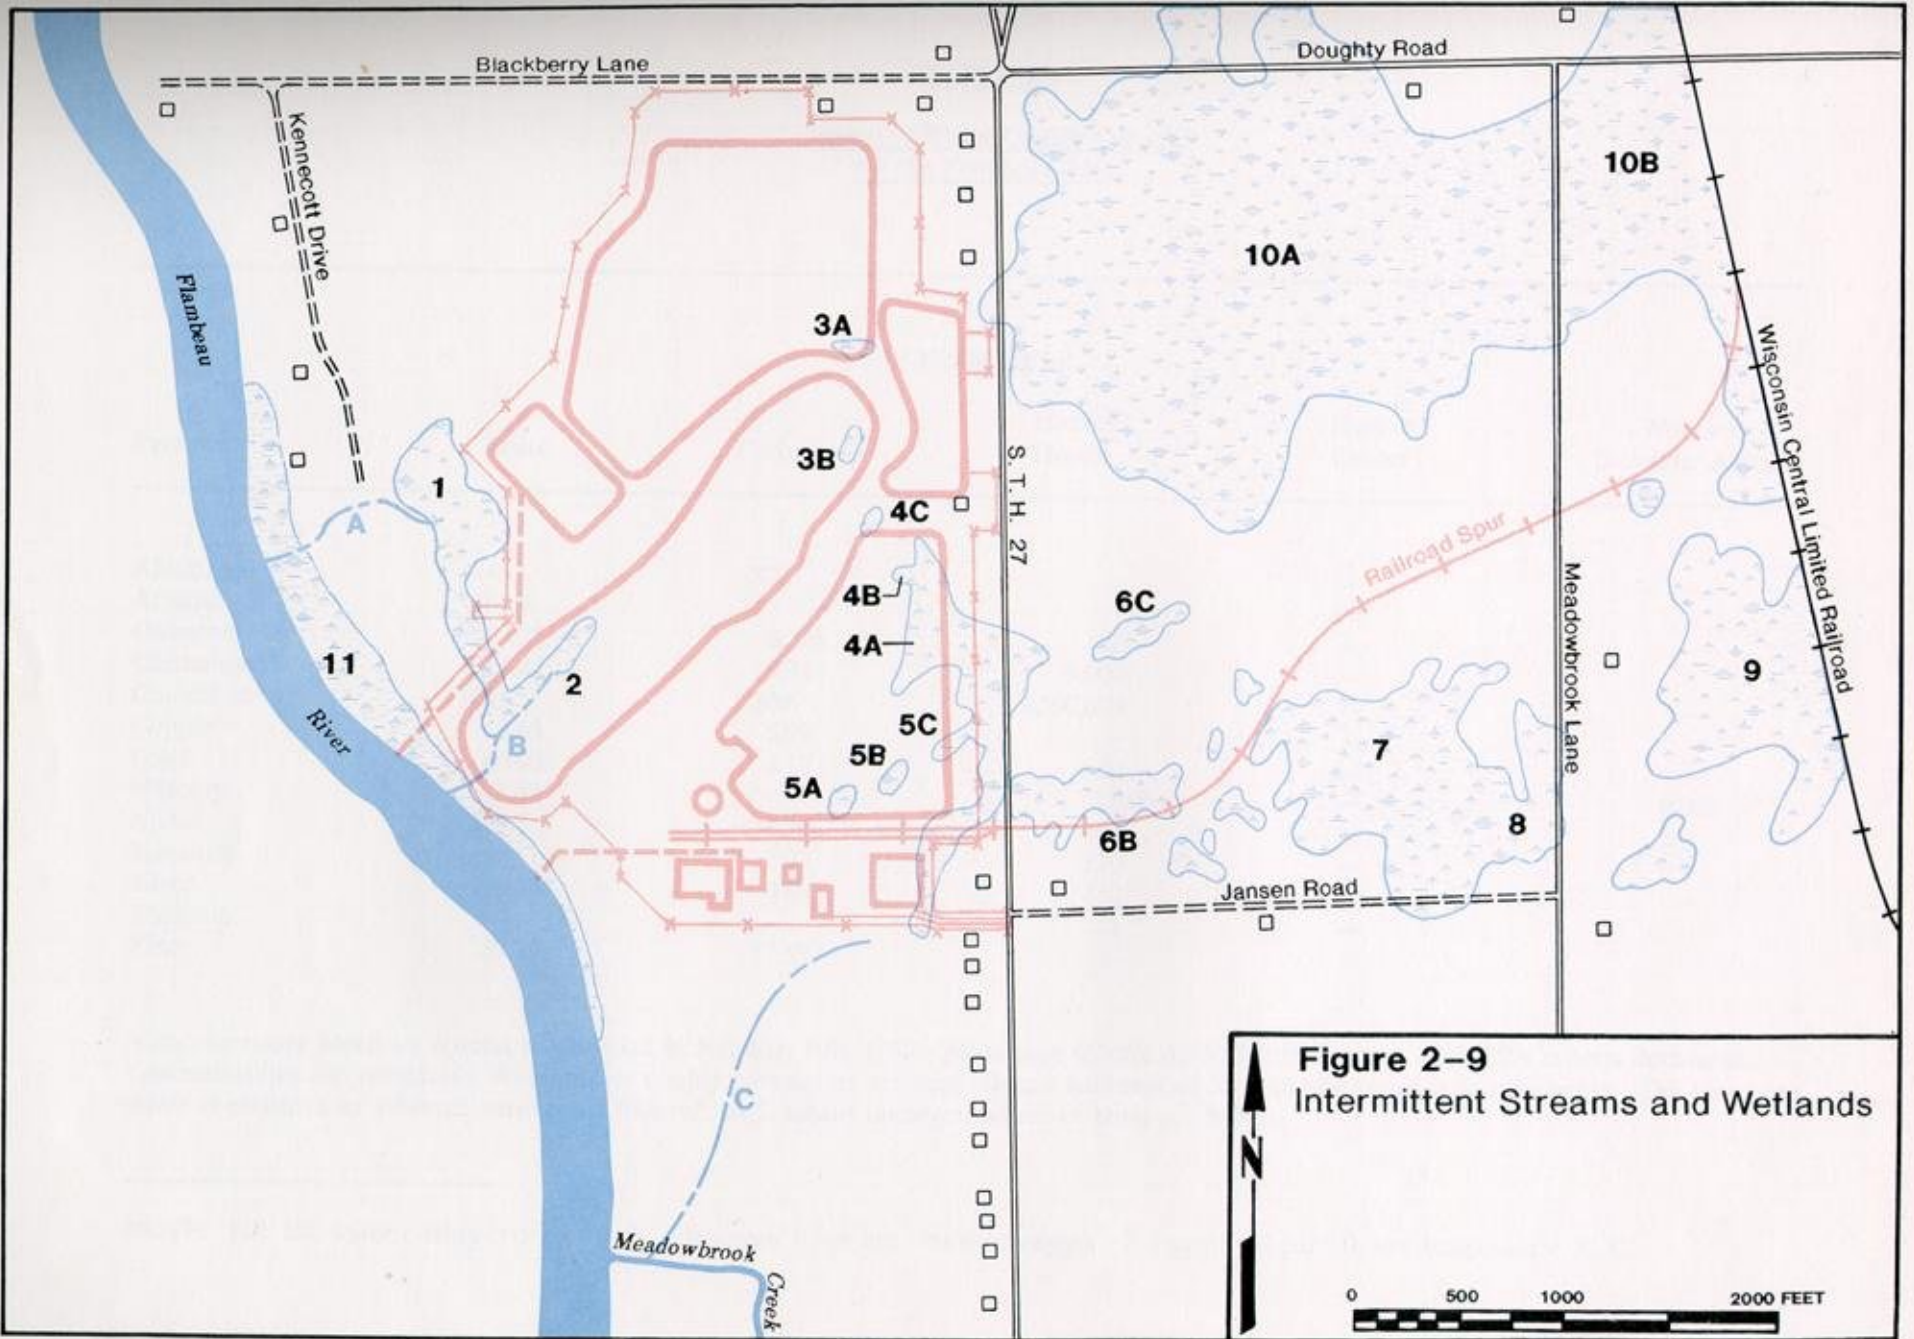 Blackberry Lane
Doughty Road
Kennecott Drive
10B
10A
Flambeau
River
3A
3B
1
A
4C
S. T. H. 27
Wisconsin Central Limited Railroad
Railroad Spur
4B
4A
6C
Meadowbrook Lane
11
2
9
B
5C
5B
5A
7
8
6B
Jansen Road
C
Meadowbrook
Creek
Figure 2–9
Intermittent Streams and Wetlands
N
0 500 1000 2000 FEET